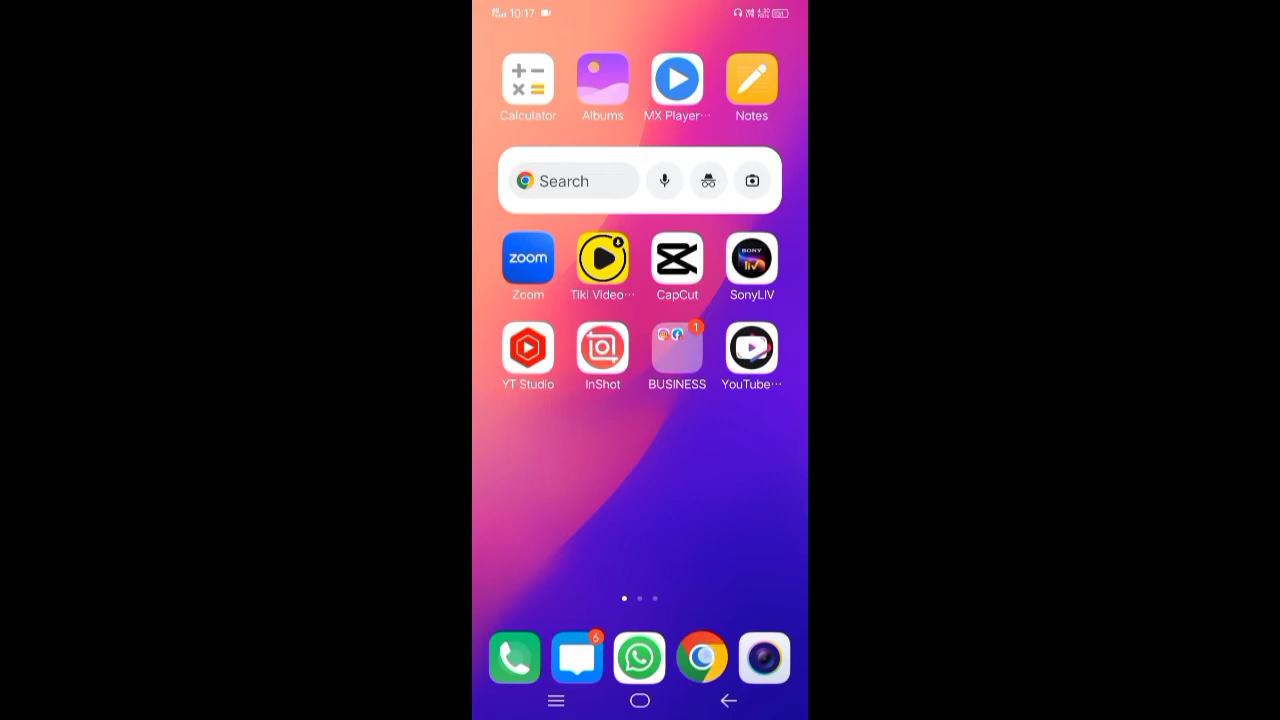 10:17
Calculator
Albums
MX Player···
Notes
Search
zoom
SONY
liv
Zoom
Tiki Video···
CapCut
SonyLIV
1
YT Studio
InShot
BUSINESS
YouTube···
6